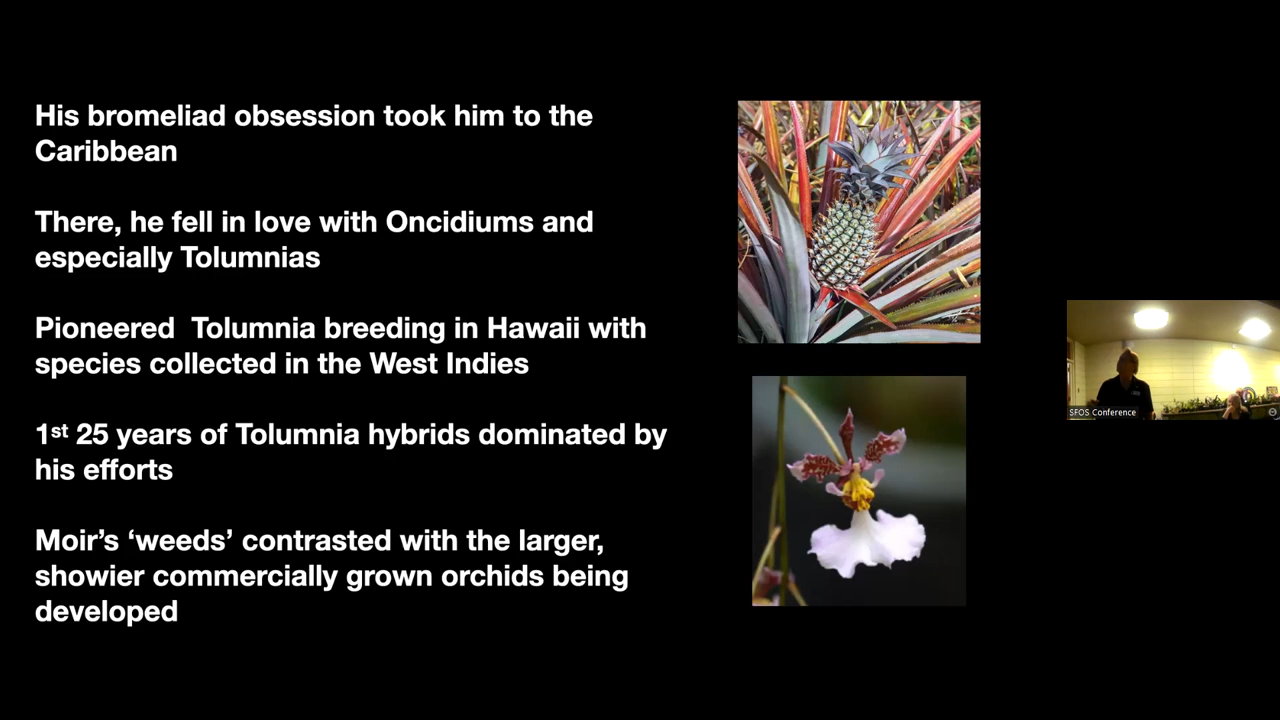 His bromeliad obsession took him to the
Caribbean
There, he fell in love with Oncidiums and
especially Tolumnias
Pioneered  Tolumnia breeding in Hawaii with
species collected in the West Indies
1st 25 years of Tolumnia hybrids dominated by
his efforts
Moir’s ‘weeds’ contrasted with the larger,
showier commercially grown orchids being
developed
SFOS Conference